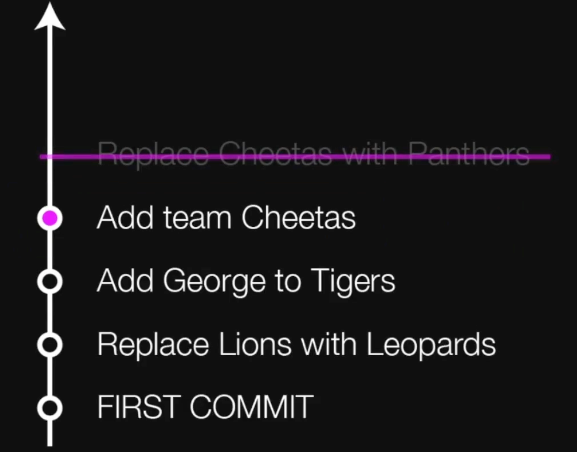 Replace Cheetas with Panthers
Add team Cheetas
Add George to Tigers
Replace Lions with Leopards
FIRST COMMIT